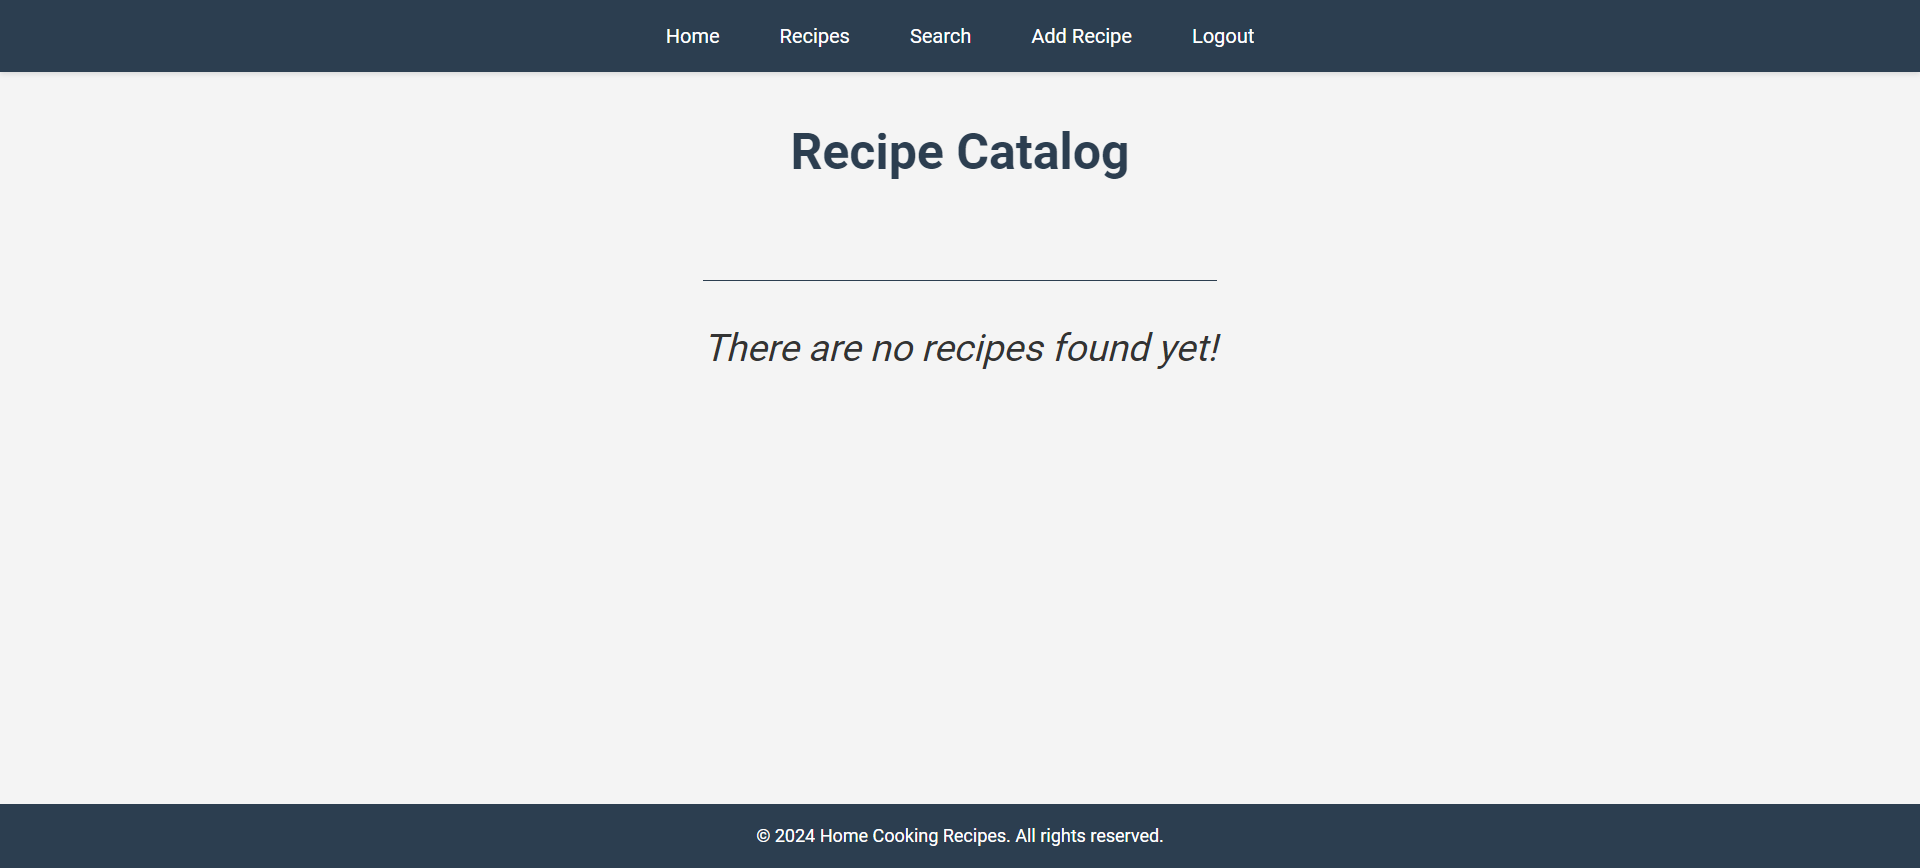 Home Recipes Search Add Recipe Logout
Recipe Catalog
There are no recipes found yet!
© 2024 Home Cooking Recipes. All rights reserved.